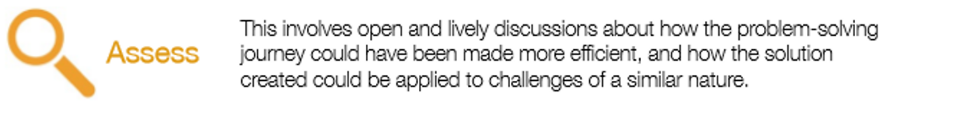 Assess
This involves open and lively discussions about how the problem-solving
journey could have been made more efficient, and how the solution
created could be applied to challenges of a similar nature.